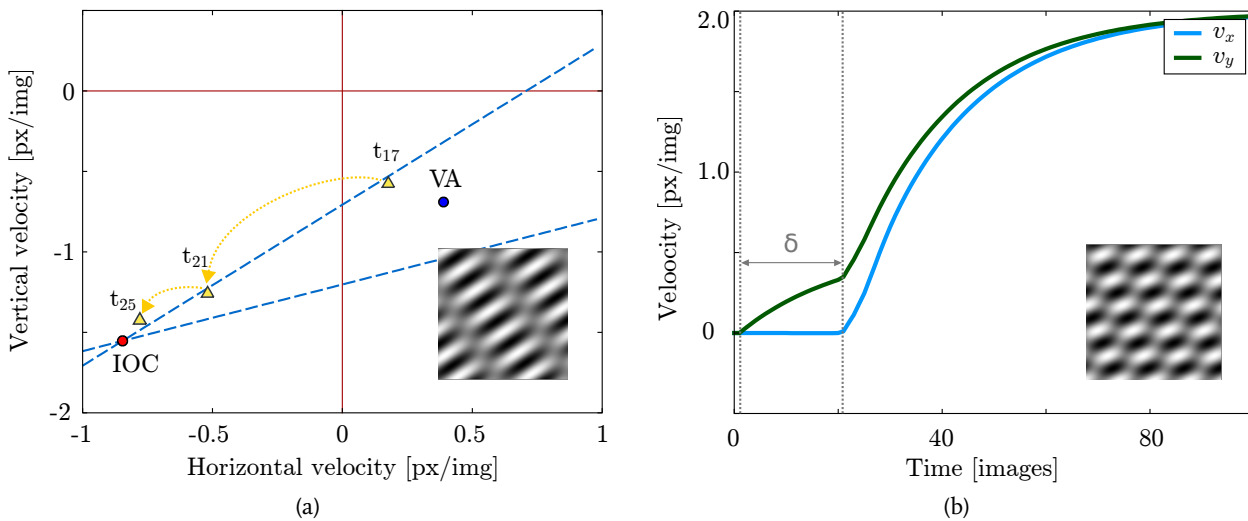 0
-1
-2
-1
-0.5
0
0.5
1
Vertical velocity [px/img]
Horizontal velocity [px/img]
t17
VA
t21
t25
IOC
(a)
2.0
1.0
0
0
40
80
Veloocity [px/img]
Time [images]
vx
vy
δ
(b)